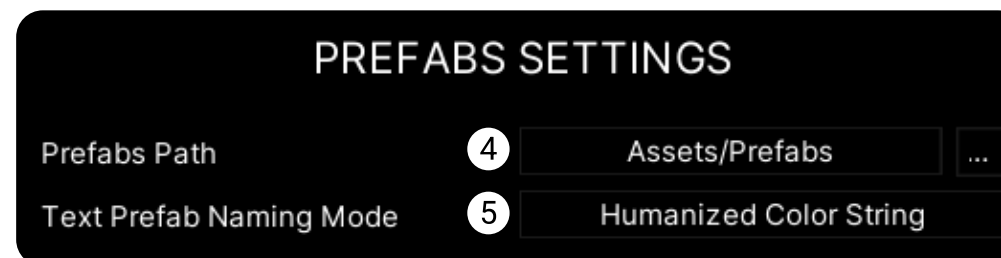 PREFABS SETTINGS
Prefabs Path 4 Assets/Prefabs ...
Text Prefab Naming Mode 5 Humanized Color String